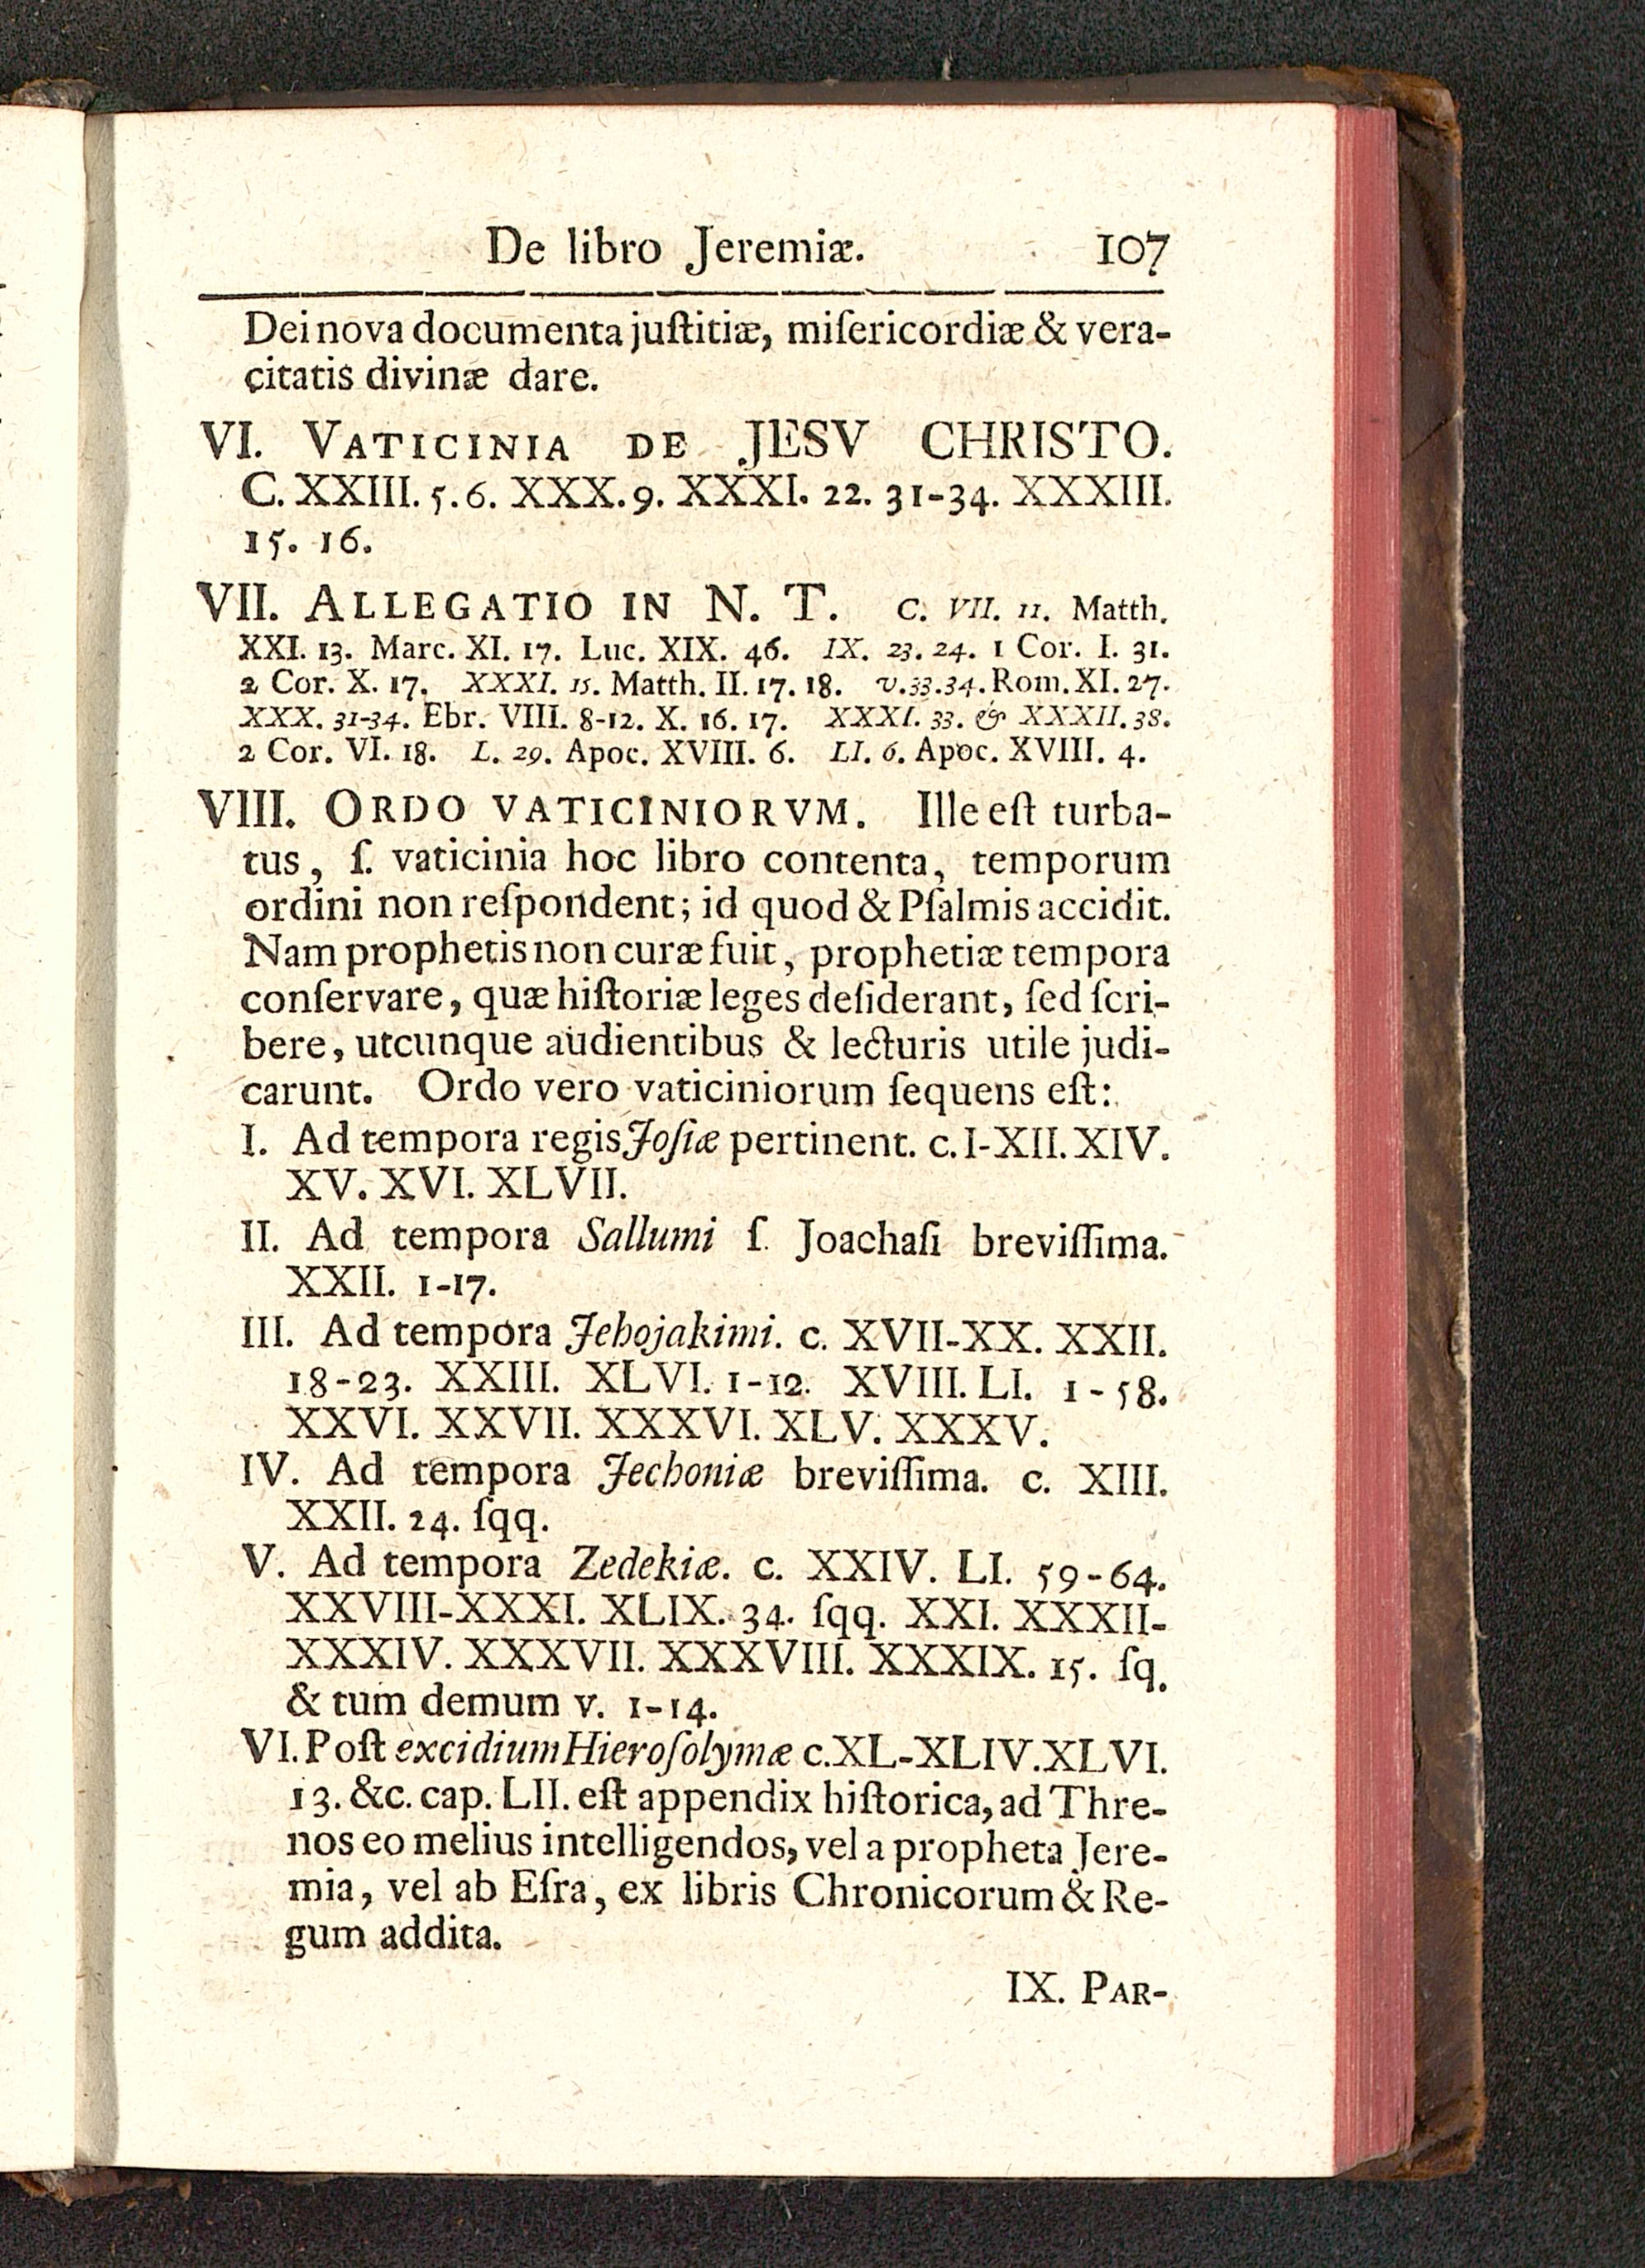 De libro Jeremiæ. 107
Dei nova documenta juſtitiæ, miſericordiæ & vera-
citatis divinæ dare.
VI. VATICINIA DE JESV CHRISTO.
C. XXIII. 5. 6. XXX. 9. XXXI. 22. 31-34. XXXIII.
15. 16.
VII. ALLEGATIO IN N. T. C. VII. 11. Matth.
XXI. 13. Marc. XI. 17. Luc. XIX. 46. IX. 23. 24. 1 Cor. I. 31.
2 Cor. X. 17. XXXI. 15. Matth. II. 17. 18. v. 33. 34. Rom. XI. 27.
XXX. 31-34. Ebr. VIII. 8-12. X. 16. 17. XXXI. 33. & XXXII. 38.
2 Cor. VI. 18. L. 29. Apoc. XVIII. 6. LI. 6. Apoc. XVIII. 4.
VIII. ORDO VATICINIORVM. Ille eſt turba-
tus, ſ. vaticinia hoc libro contenta, temporum
ordini non reſpondent; id quod & Pſalmis accidit.
Nam prophetis non curæ fuit, prophetiæ tempora
conſervare, quæ hiſtoriæ leges deſiderant, ſed ſcri-
bere, utcunque audientibus & lecturis utile judi-
carunt. Ordo vero vaticiniorum ſequens eſt:
I. Ad tempora regis Joſiæ pertinent. c. I-XII. XIV.
XV. XVI. XLVII.
II. Ad tempora Sallumi ſ. Joachaſi breviſſima.
XXII. 1-17.
III. Ad tempora Jehojakimi. c. XVII-XX. XXII.
18-23. XXIII. XLVI. 1-12. XVIII. LI. 1-58.
XXVI. XXVII. XXXVI. XLV. XXXV.
IV. Ad tempora Jechoniæ breviſſima. c. XIII.
XXII. 24. ſqq.
V. Ad tempora Zedekiæ. c. XXIV. LI. 59-64.
XXVIII-XXXI. XLIX. 34. ſqq. XXI. XXXII-
XXXIV. XXXVII. XXXVIII. XXXIX. 15. ſq.
& tum demum v. 1-14.
VI. Poſt excidium Hieroſolymæ c. XL-XLIV. XLVI.
13. &c. cap. LII. eſt appendix hiſtorica, ad Thre-
nos eo melius intelligendos, vel a propheta Jere-
mia, vel ab Eſra, ex libris Chronicorum & Re-
gum addita.
IX. PAR-